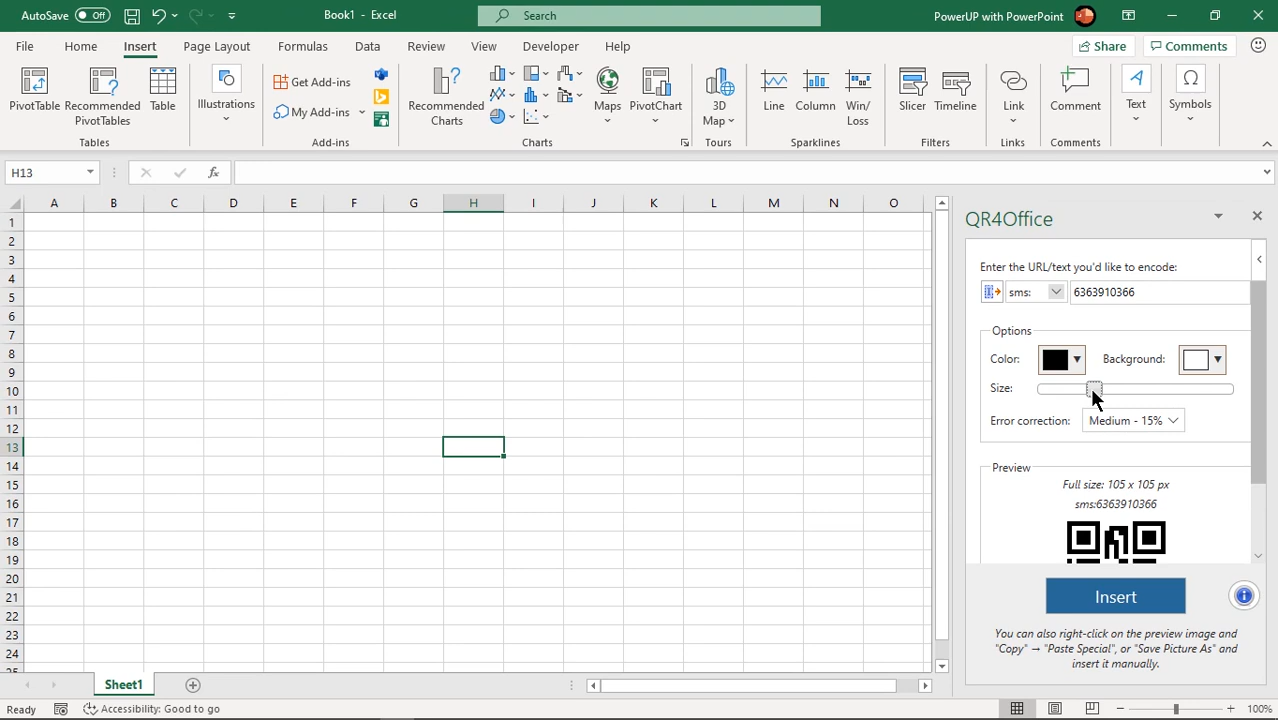 AutoSave Off Book1 - Excel Search PowerUP with PowerPoint
File Home Insert Page Layout Formulas Data Review View Developer Help Share Comments
PivotTable Recommended PivotTables Table Illustrations Get Add-ins My Add-ins Recommended Charts Maps PivotChart 3D Map Line Column Win/ Loss Slicer Timeline Link Comment Text Symbols
Tables Add-ins Charts Tours Sparklines Filters Links Comments
H13 fx
A B C D E F G H I J K L M N O
QR4Office
1
2
3
4
5
6
7
8
9
10
11
12
13
14
15
16
17
18
19
20
21
22
23
24
25
Enter the URL/text you'd like to encode:
sms: 6363910366
Options
Color: Background:
Size:
Error correction: Medium - 15%
Preview
Full size: 105 x 105 px
sms:6363910366
Insert
You can also right-click on the preview image and
"Copy" → "Paste Special", or "Save Picture As" and
insert it manually.
Sheet1
Ready Accessibility: Good to go 100%